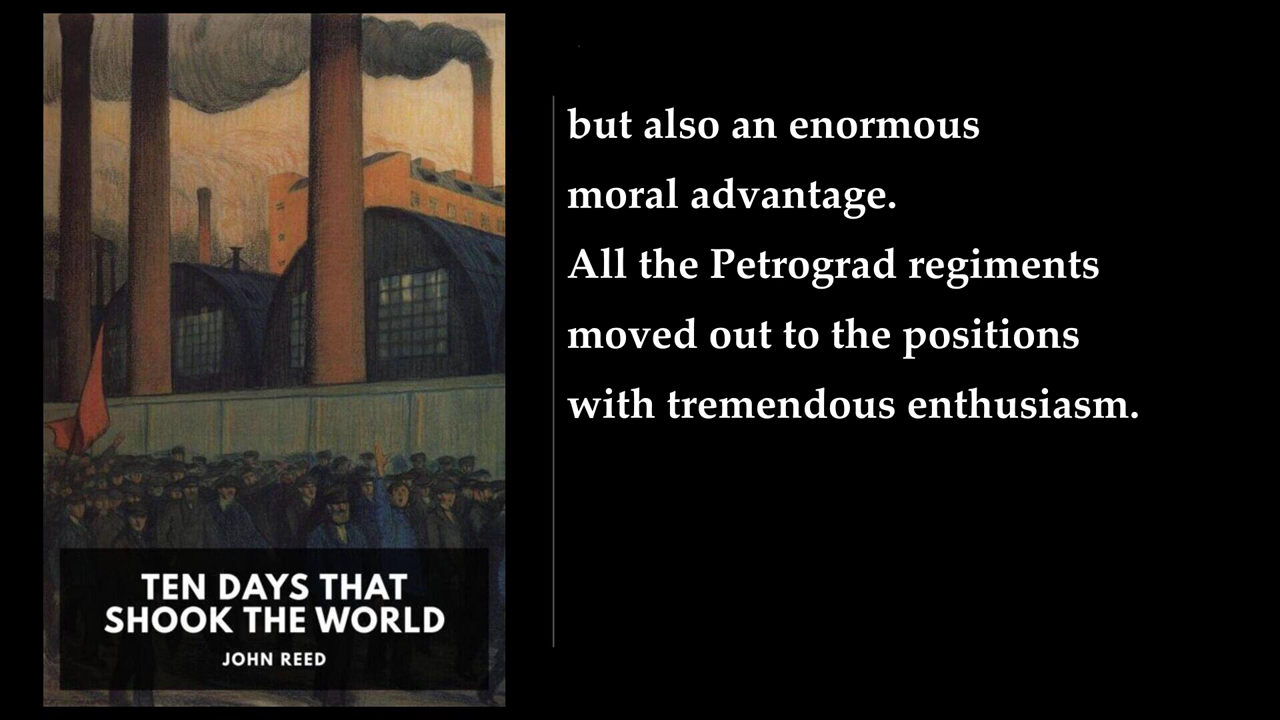 but also an enormous
moral advantage.
All the Petrograd regiments
moved out to the positions
with tremendous enthusiasm.
TEN DAYS THAT
SHOOK THE WORLD
JOHN REED